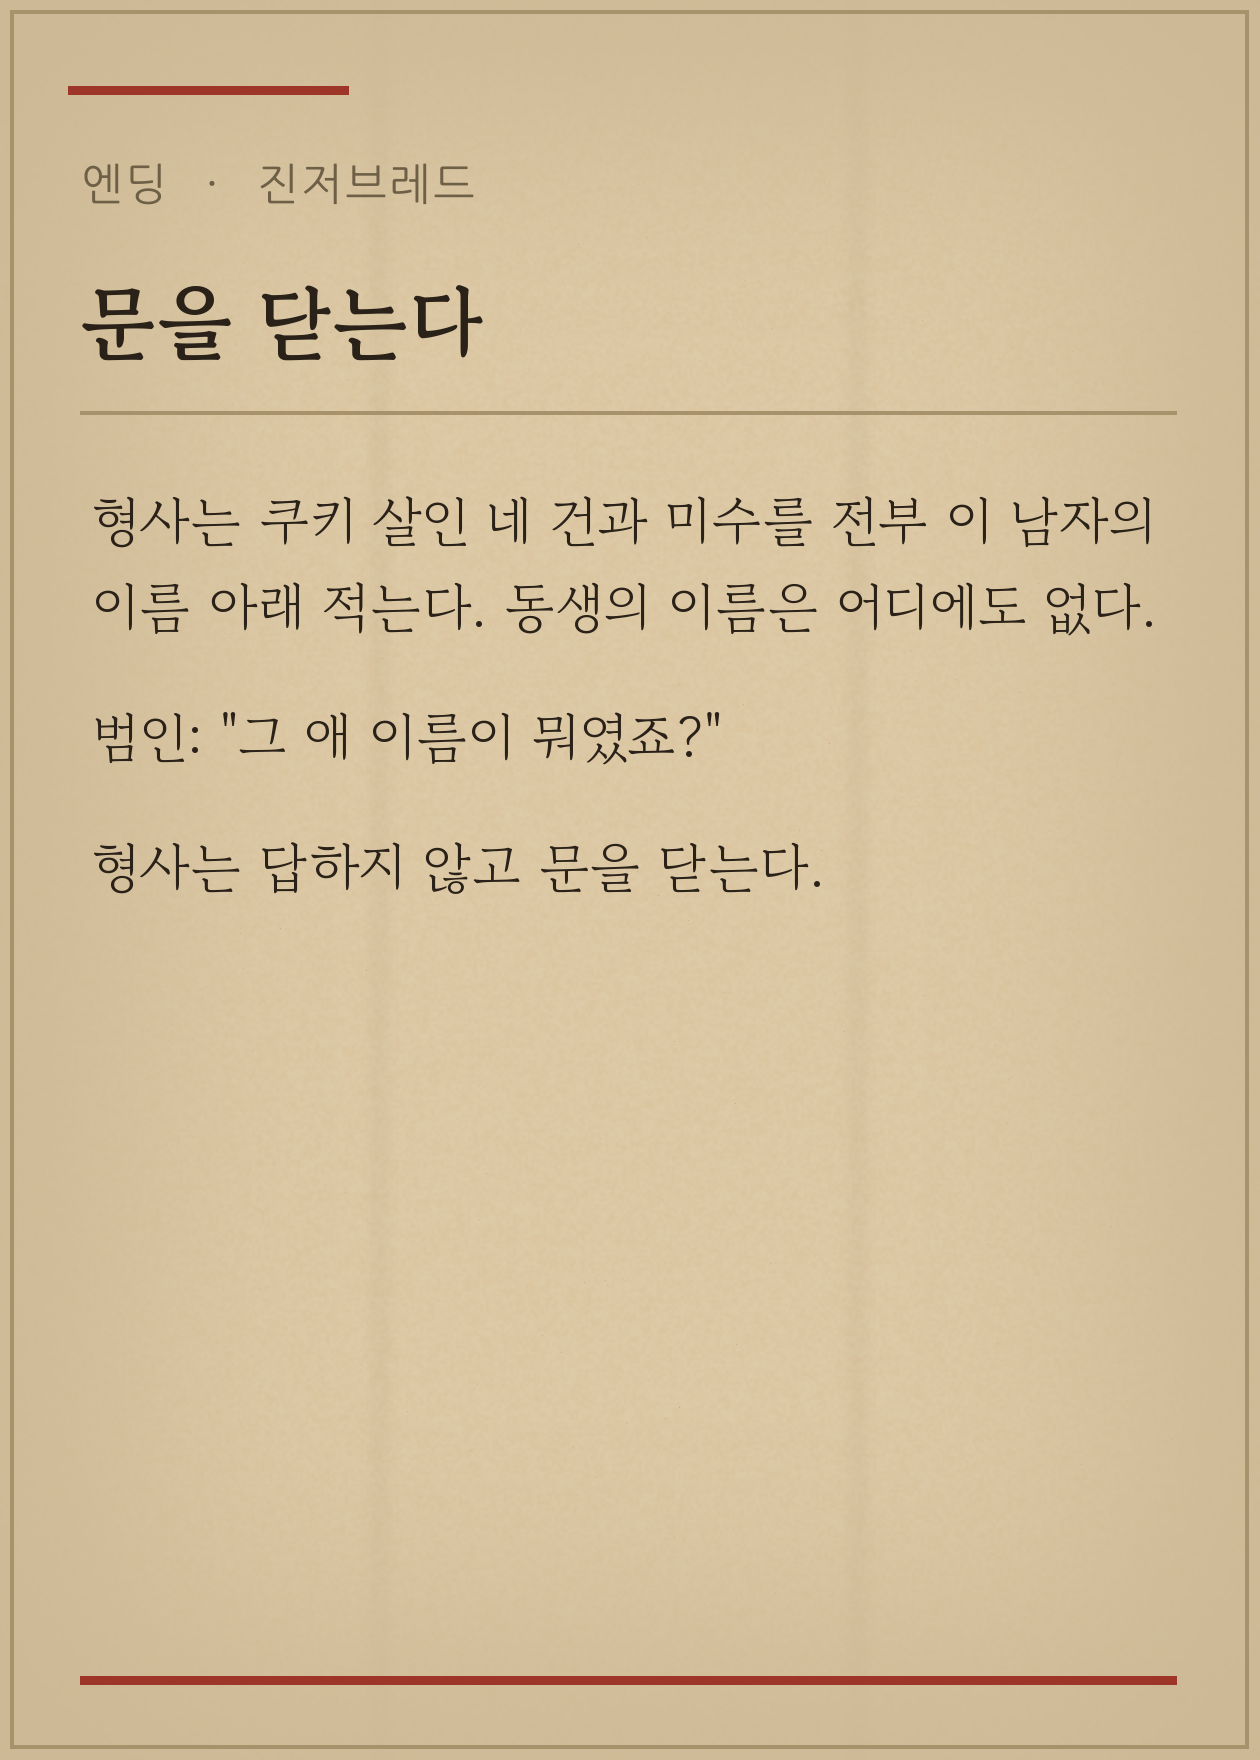 엔딩 · 진저브레드
문을 닫는다
형사는 쿠키 살인 네 건과 미수를 전부 이 남자의
이름 아래 적는다. 동생의 이름은 어디에도 없다.
범인: "그 애 이름이 뭐였죠?"
형사는 답하지 않고 문을 닫는다.